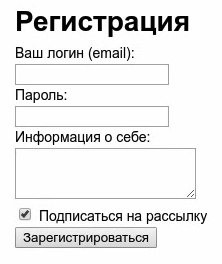 Регистрация
Ваш логин (email):
Пароль:
Информация о себе:
Подписаться на рассылку
Зарегистрироваться